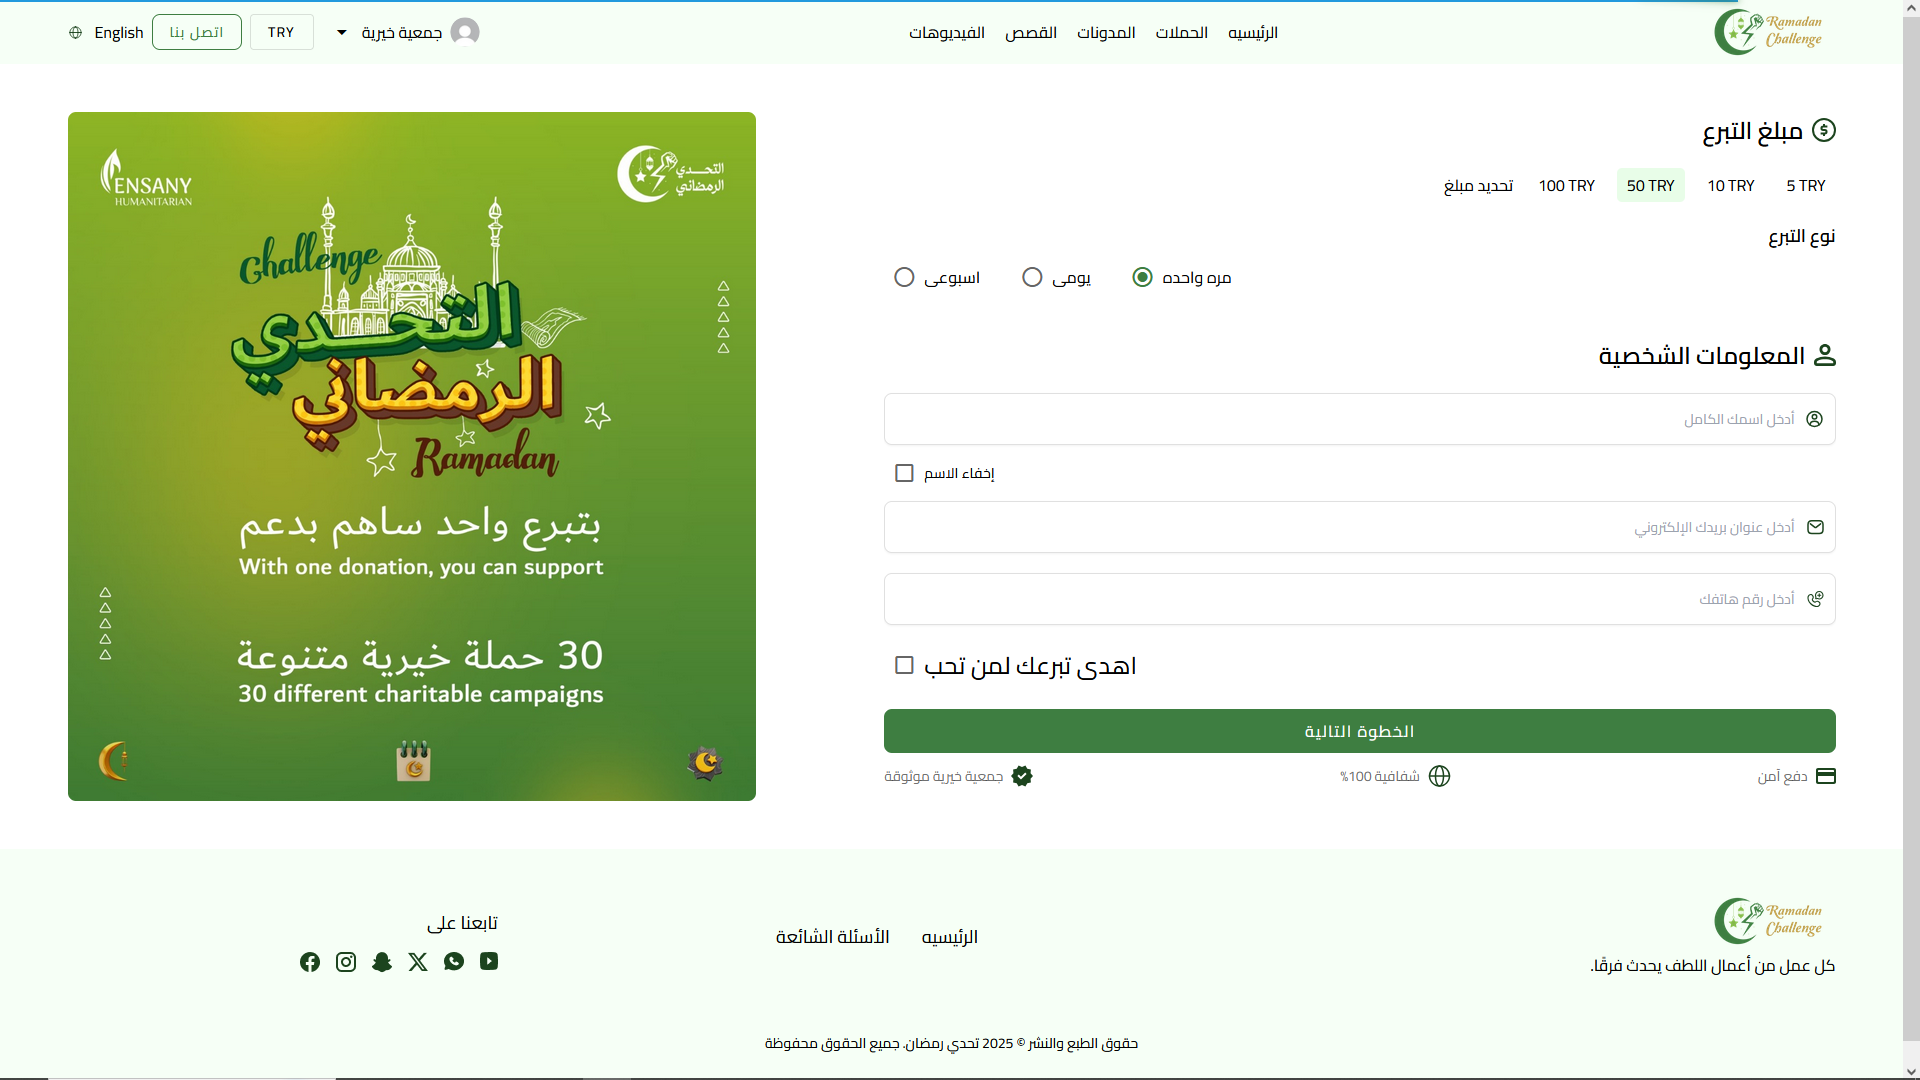 Ramadan
Challenge
الرئيسيه
الحملات
المدونات
القصص
الفيديوهات
جمعية خيرية
TRY
اتصل بنا
English
مبلغ التبرع
5 TRY
10 TRY
50 TRY
100 TRY
تحديد مبلغ
نوع التبرع
مره واحده
يومى
اسبوعى
المعلومات الشخصية
أدخل اسمك الكامل
إخفاء الاسم
أدخل عنوان بريدك الإلكتروني
أدخل رقم هاتفك
اهدى تبرعك لمن تحب
الخطوة التالية
دفع آمن
شفافية 100%
جمعية خيرية موثوقة
التحــدي
الرمضاني
ENSANY
HUMANITARIAN
Challenge
التحدي
الرمضاني
Ramadan
بتبرع واحد ساهم بدعم
With one donation, you can support
30 حملة خيرية متنوعة
30 different charitable campaigns
Ramadan
Challenge
كل عمل من أعمال اللطف يحدث فرقًا.
الرئيسيه
الأسئلة الشائعة
تابعنا على
حقوق الطبع والنشر © 2025 تحدي رمضان. جميع الحقوق محفوظة